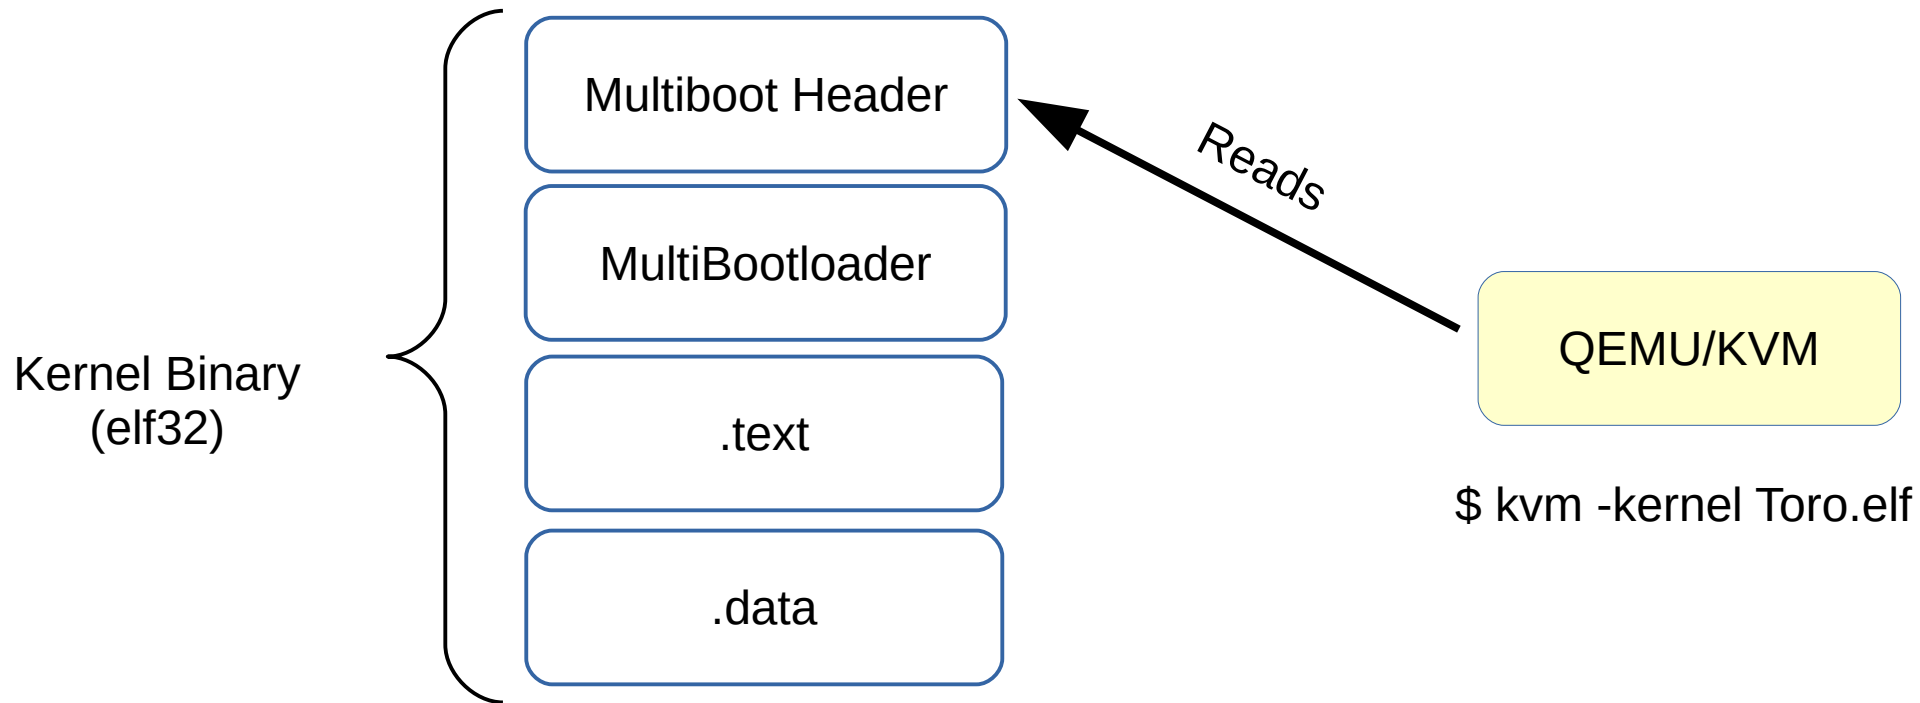 Multiboot Header
Reads
MultiBootloader
QEMU/KVM
Kernel Binary
(elf32)
.text
$ kvm -kernel Toro.elf
.data